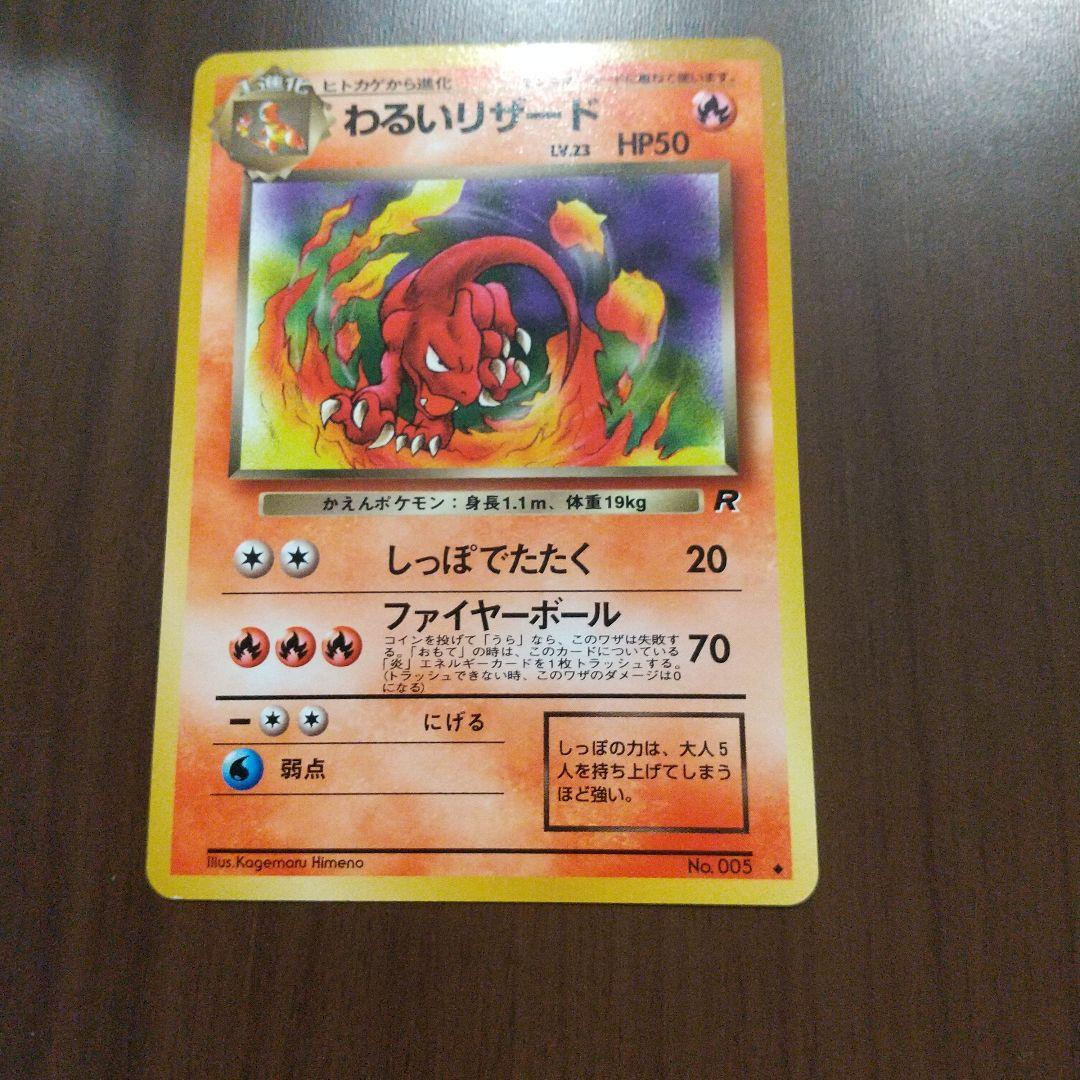 1進化
ヒトカゲから進化
に重ねて使います。
わるいリザード
LV.23 HP50
かえんポケモン：身長1.1m、体重19kg
R
しっぽでたたく 20
ファイヤーボール
コインを投げて「うら」なら、このワザは失敗す
る。「おもて」の時は、このカードについている
「炎」エネルギーカードを1枚トラッシュする。
(トラッシュできない時、このワザのダメージは0
になる)
70
にげる
弱点
しっぽの力は、大人5
人を持ち上げてしまう
ほど強い。
Illus. Kagemaru Himeno
No. 005